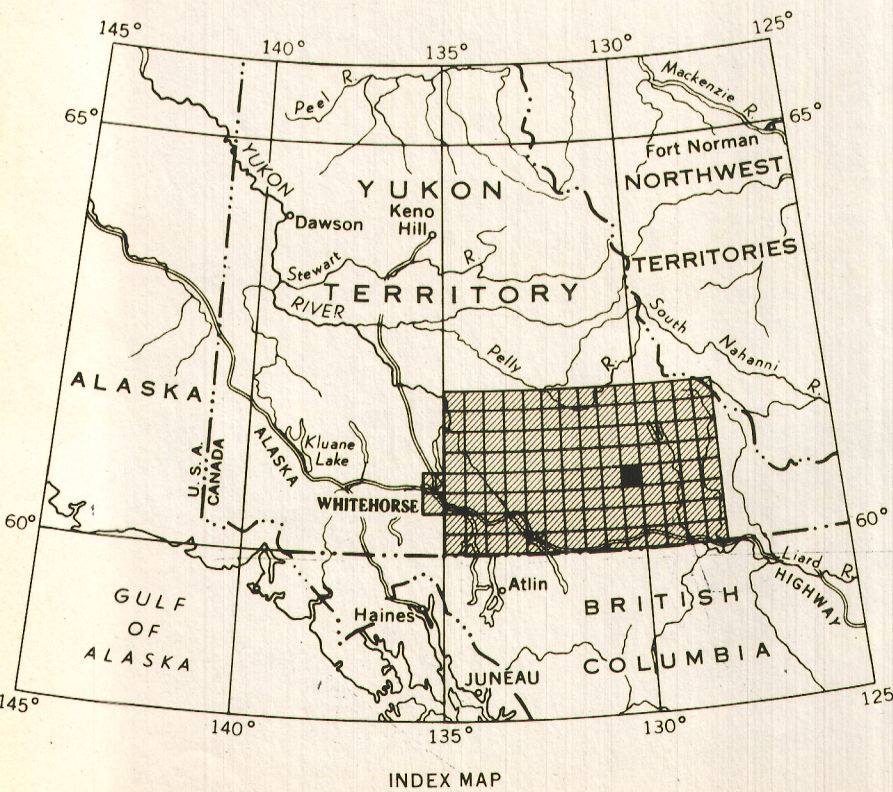 145°
140°
135°
130°
125°
Peel R.
Mackenzie R.
65°
65°
Fort Norman
YUKON
YUKON
NORTHWEST
Keno
Hill
Dawson
Stewart R.
TERRITORIES
TERRITORY
RIVER
South Nahanni R.
Pelly R.
ALASKA
U.S.A.
CANADA
ALASKA
Kluane
Lake
WHITEHORSE
60°
60°
Liard R.
HIGHWAY
Atlin
GULF
OF
ALASKA
BRITISH
Haines
COLUMBIA
JUNEAU
145°
140°
135°
130°
125
INDEX MAP